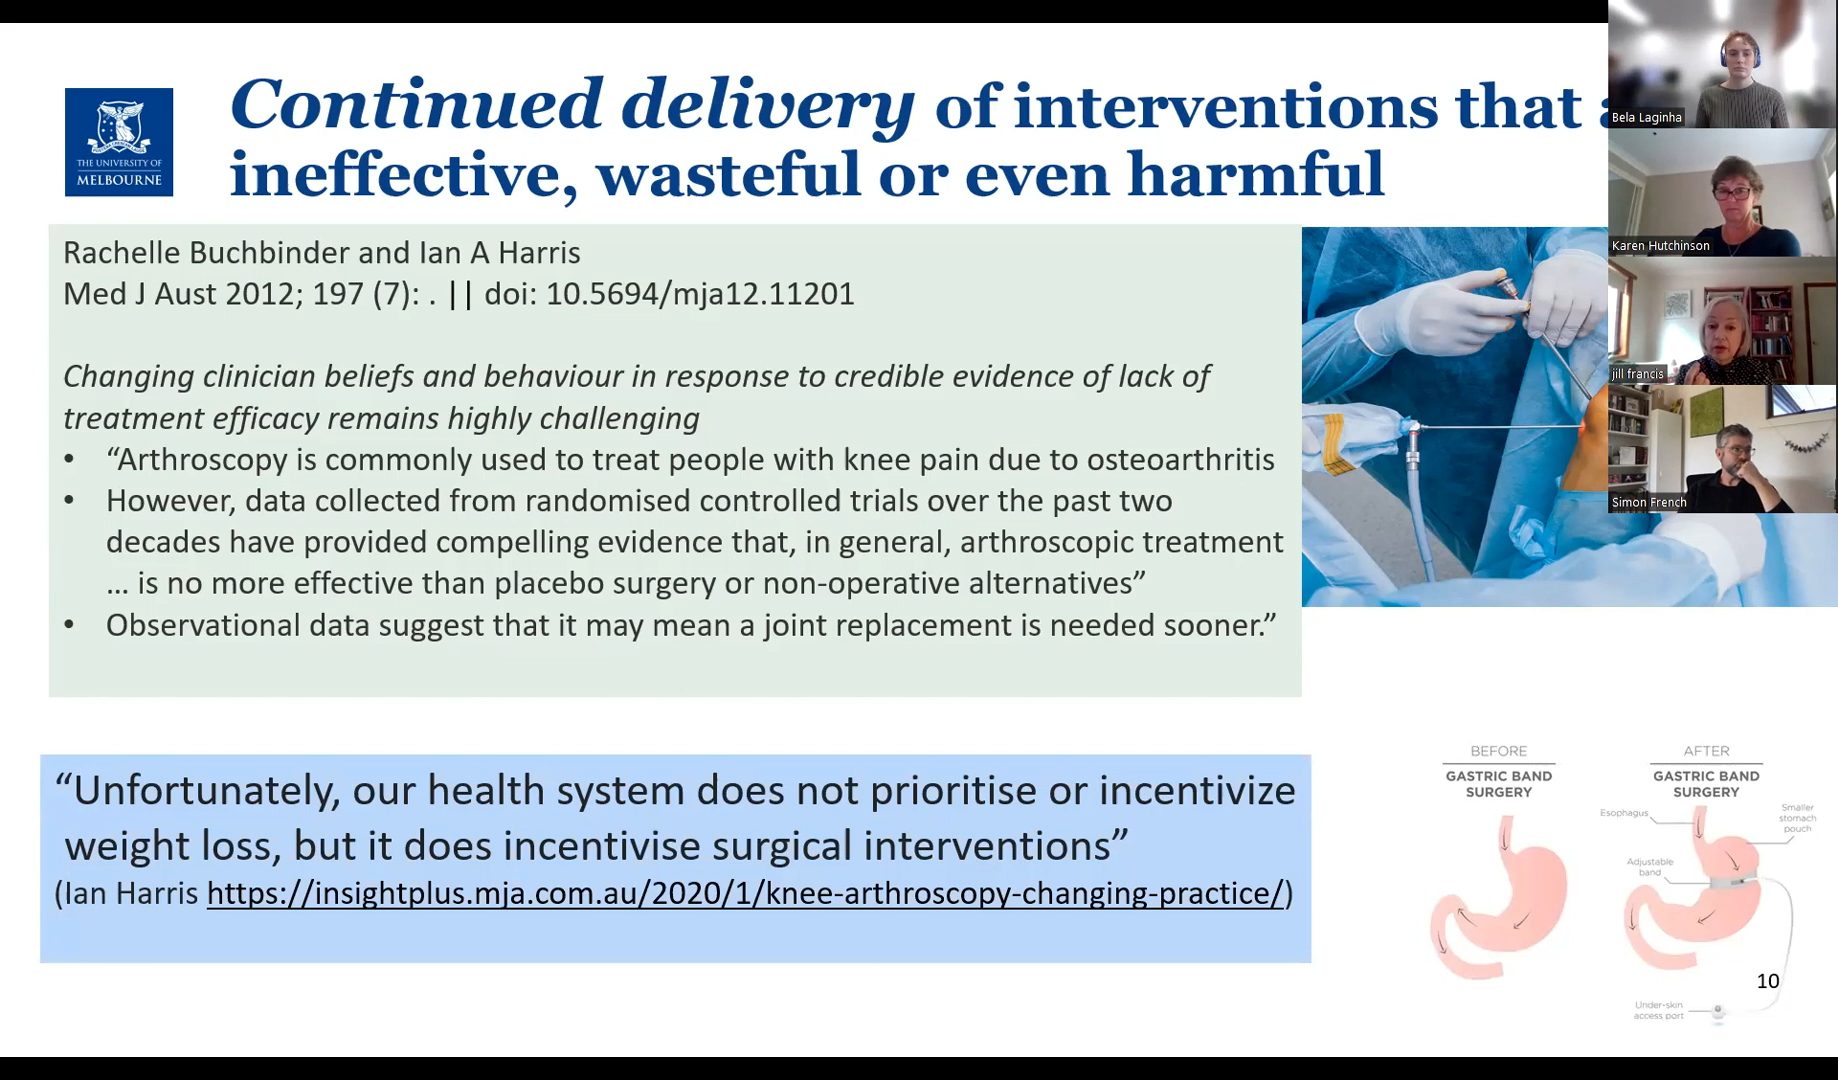 Continued delivery of interventions that
ineffective, wasteful or even harmful
THE UNIVERSITY OF
MELBOURNE
Rachelle Buchbinder and Ian A Harris
Med J Aust 2012; 197 (7): . || doi: 10.5694/mja12.11201
Changing clinician beliefs and behaviour in response to credible evidence of lack of
treatment efficacy remains highly challenging
• “Arthroscopy is commonly used to treat people with knee pain due to osteoarthritis
• However, data collected from randomised controlled trials over the past two
decades have provided compelling evidence that, in general, arthroscopic treatment
... is no more effective than placebo surgery or non-operative alternatives”
• Observational data suggest that it may mean a joint replacement is needed sooner.”
“Unfortunately, our health system does not prioritise or incentivize
weight loss, but it does incentivise surgical interventions”
(Ian Harris https://insightplus.mja.com.au/2020/1/knee-arthroscopy-changing-practice/)
Bela Laginha
Karen Hutchinson
jill francis
Simon French
BEFORE
GASTRIC BAND
SURGERY
AFTER
GASTRIC BAND
SURGERY
Esophagus
Smaller
stomach
pouch
Adjustable
band
Under-skin
access port
10